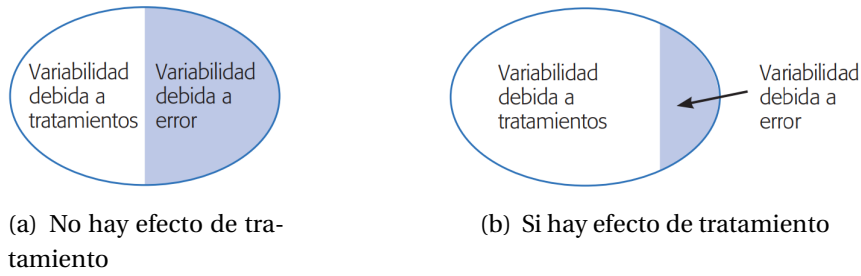 Variabilidad
debida a
tratamientos
Variabilidad
debida a
error
Variabilidad
debida a
tratamientos
Variabilidad
debida a
error
(a) No hay efecto de tra-
tamiento
(b) Si hay efecto de tratamiento